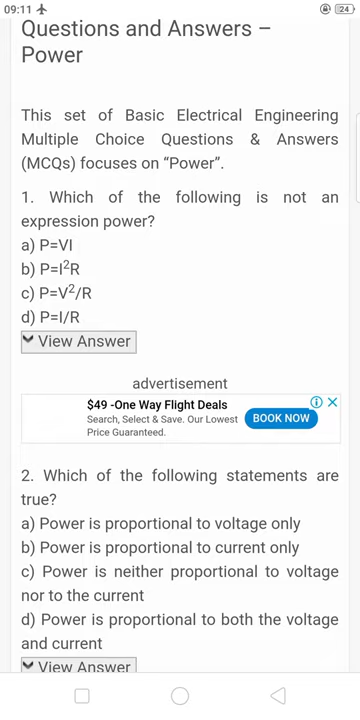 09:11
24
Questions and Answers –
Power
This set of Basic Electrical Engineering
Multiple Choice Questions & Answers
(MCQs) focuses on “Power”.
1. Which of the following is not an
expression power?
a) P=VI
b) P=I²R
c) P=V²/R
d) P=I/R
View Answer
advertisement
$49 -One Way Flight Deals
Search, Select & Save. Our Lowest
Price Guaranteed.
BOOK NOW
2. Which of the following statements are
true?
a) Power is proportional to voltage only
b) Power is proportional to current only
c) Power is neither proportional to voltage
nor to the current
d) Power is proportional to both the voltage
and current
View Answer